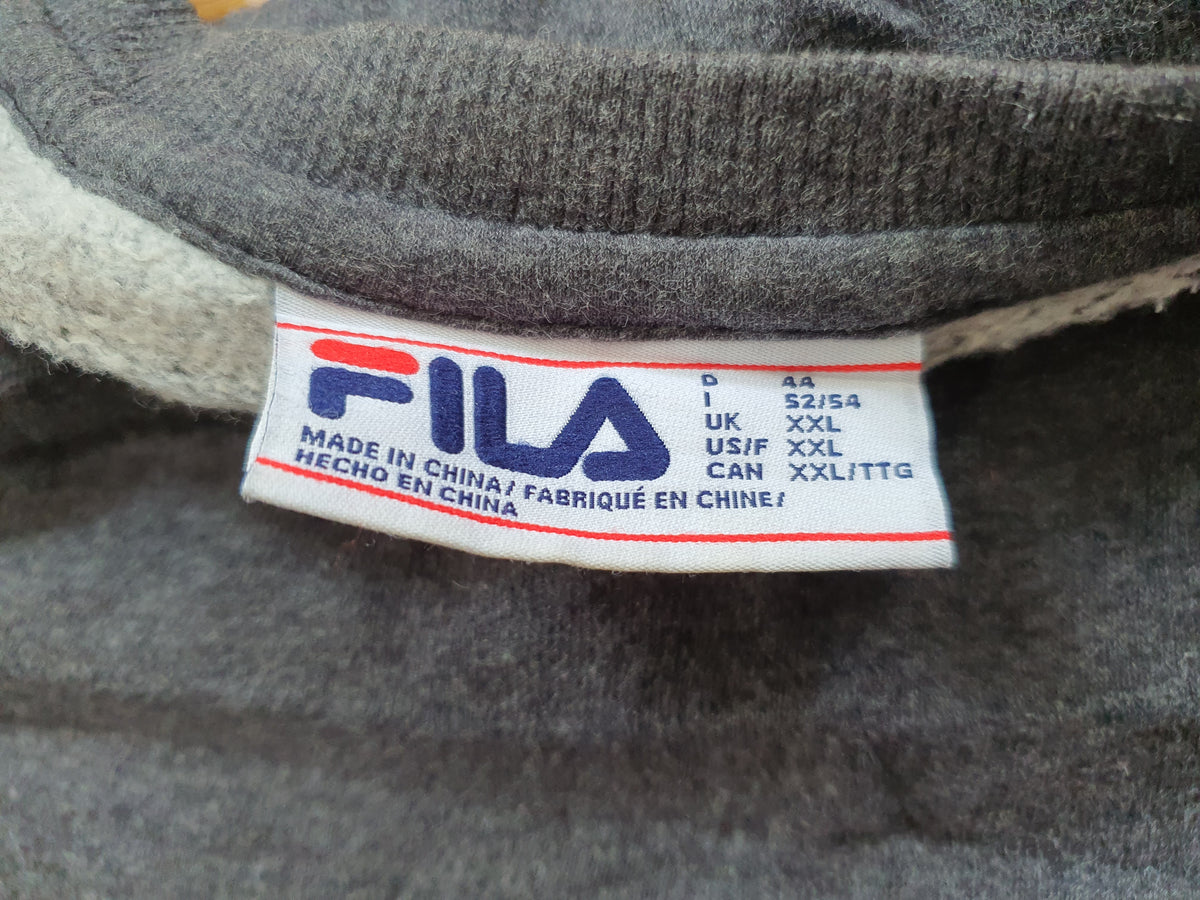 FILA
D 44
I 52/54
UK XXL
US/F XXL
CAN XXL/TTG
MADE IN CHINA/ FABRIQUÉ EN CHINE/
HECHO EN CHINA